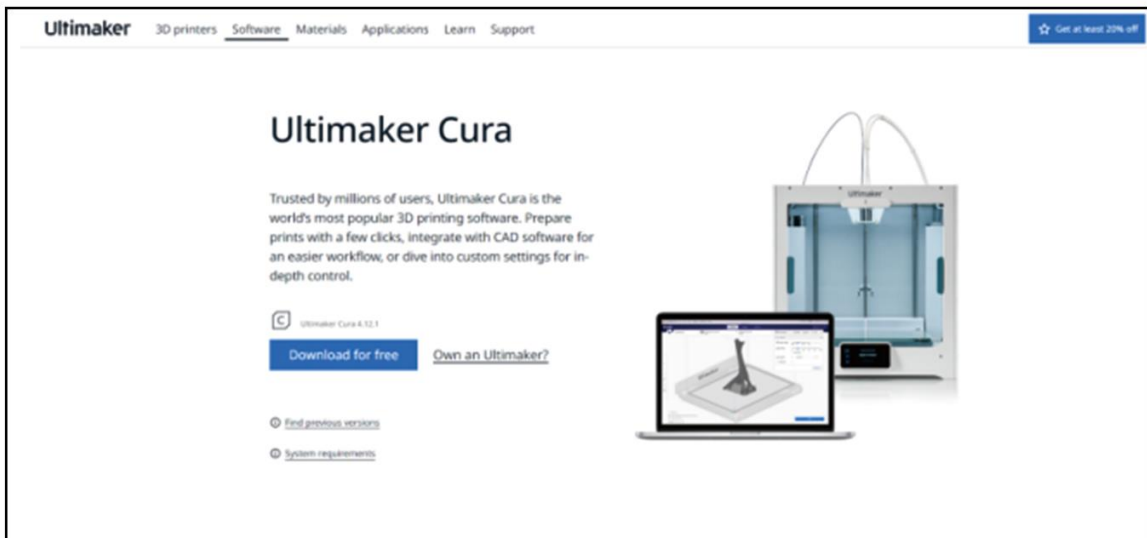 Ultimaker 3D printers Software Materials Applications Learn Support Get at least 20% off
Ultimaker Cura
Trusted by millions of users, Ultimaker Cura is the
world's most popular 3D printing software. Prepare
prints with a few clicks, integrate with CAD software for
an easier workflow, or dive into custom settings for in-
depth control.
Ultimaker Cura 4.12.1
Download for free Own an Ultimaker?
Find previous versions
System requirements
Ultimaker